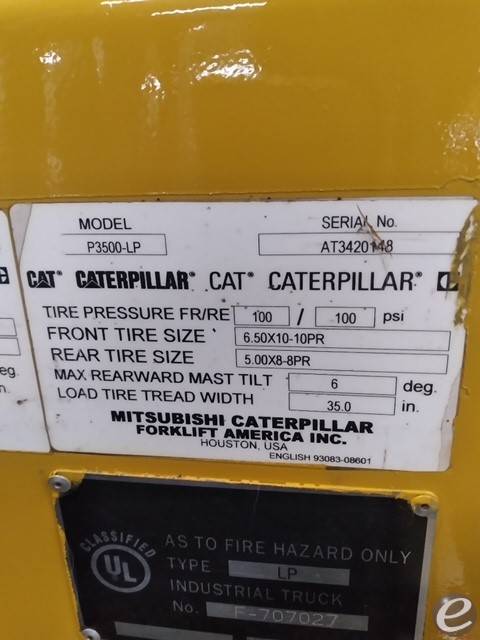 MODEL SERIAL No.
P3500-LP AT3420148
CAT® CATERPILLAR® CAT® CATERPILLAR® C
TIRE PRESSURE FR/RE 100 / 100 psi
FRONT TIRE SIZE 6.50X10-10PR
REAR TIRE SIZE 5.00X8-8PR
eg. MAX REARWARD MAST TILT 6 deg.
n. LOAD TIRE TREAD WIDTH 35.0 in.
MITSUBISHI CATERPILLAR
FORKLIFT AMERICA INC.
HOUSTON, USA
ENGLISH 93083-08601
CLASSIFIED
UL
AS TO FIRE HAZARD ONLY
TYPE LP
INDUSTRIAL TRUCK
No. F-707027
e